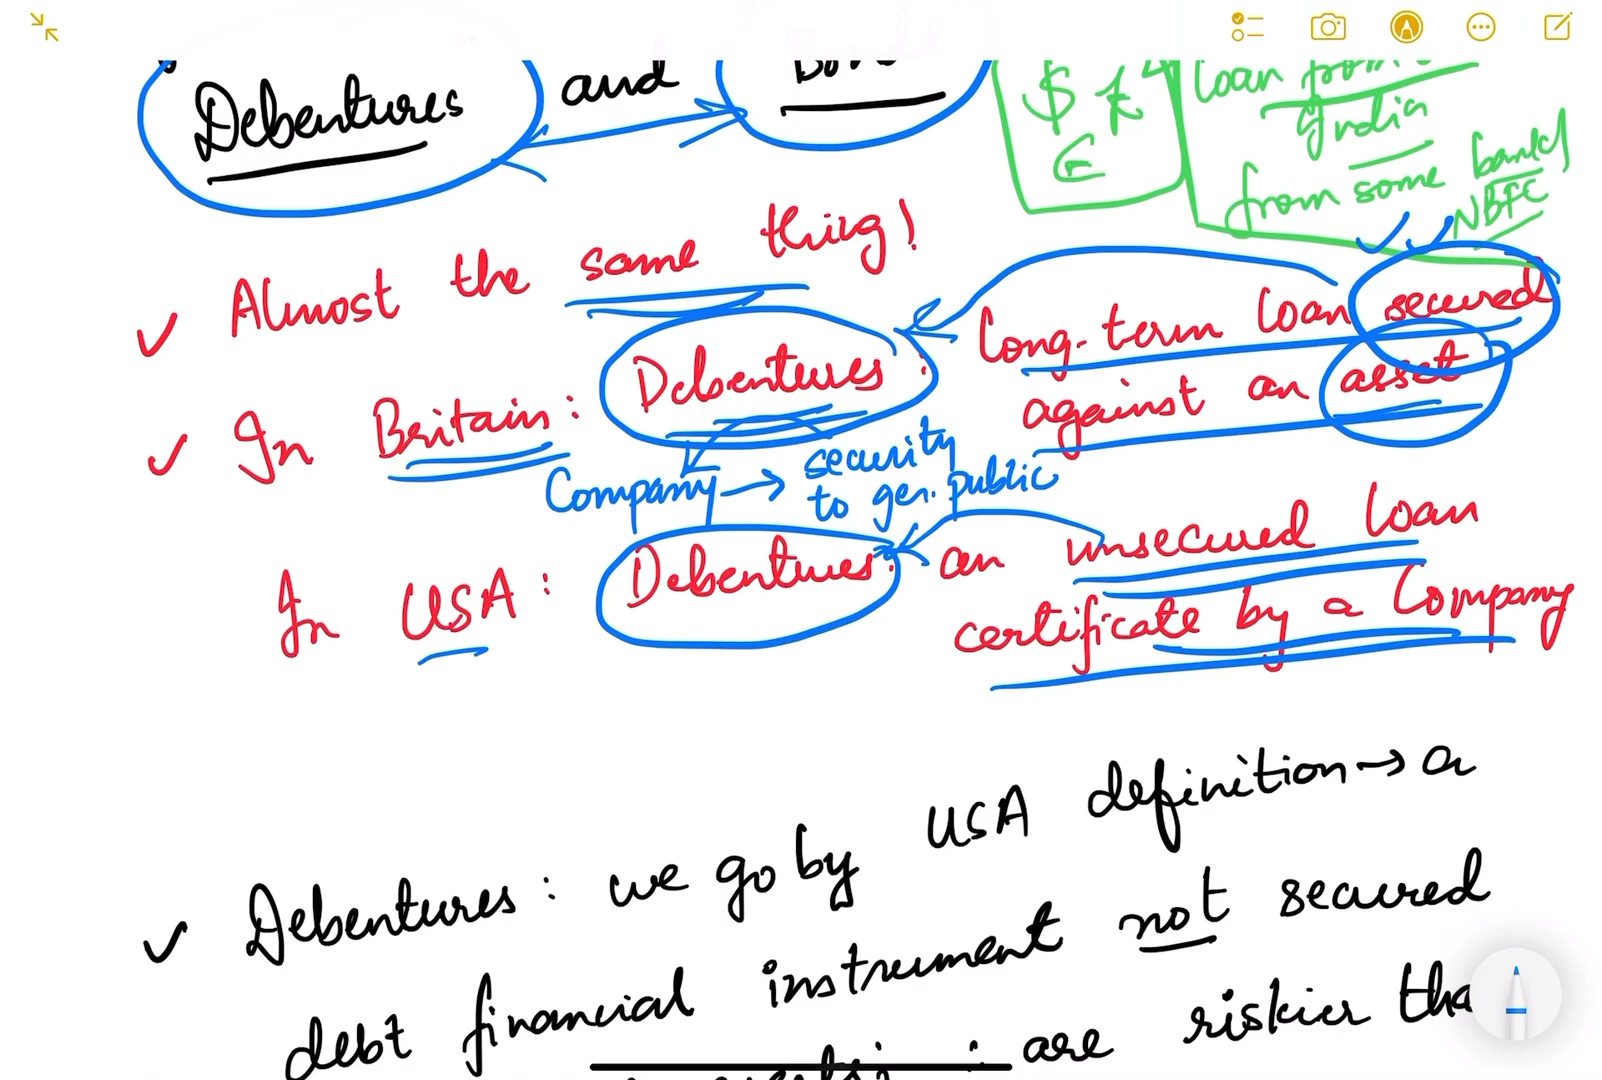 Debentures and Bond
$ £
€
loan from
India
from some bank/
NBFC
Almost the same thing!
In Britain: Debentures: long-term loan secured
against an asset
Company → security
to gen. public
In USA: Debentures: an unsecured loan
certificate by a Company
Debentures: we go by USA definition → a
debt financial instrument not secured
are riskier tha